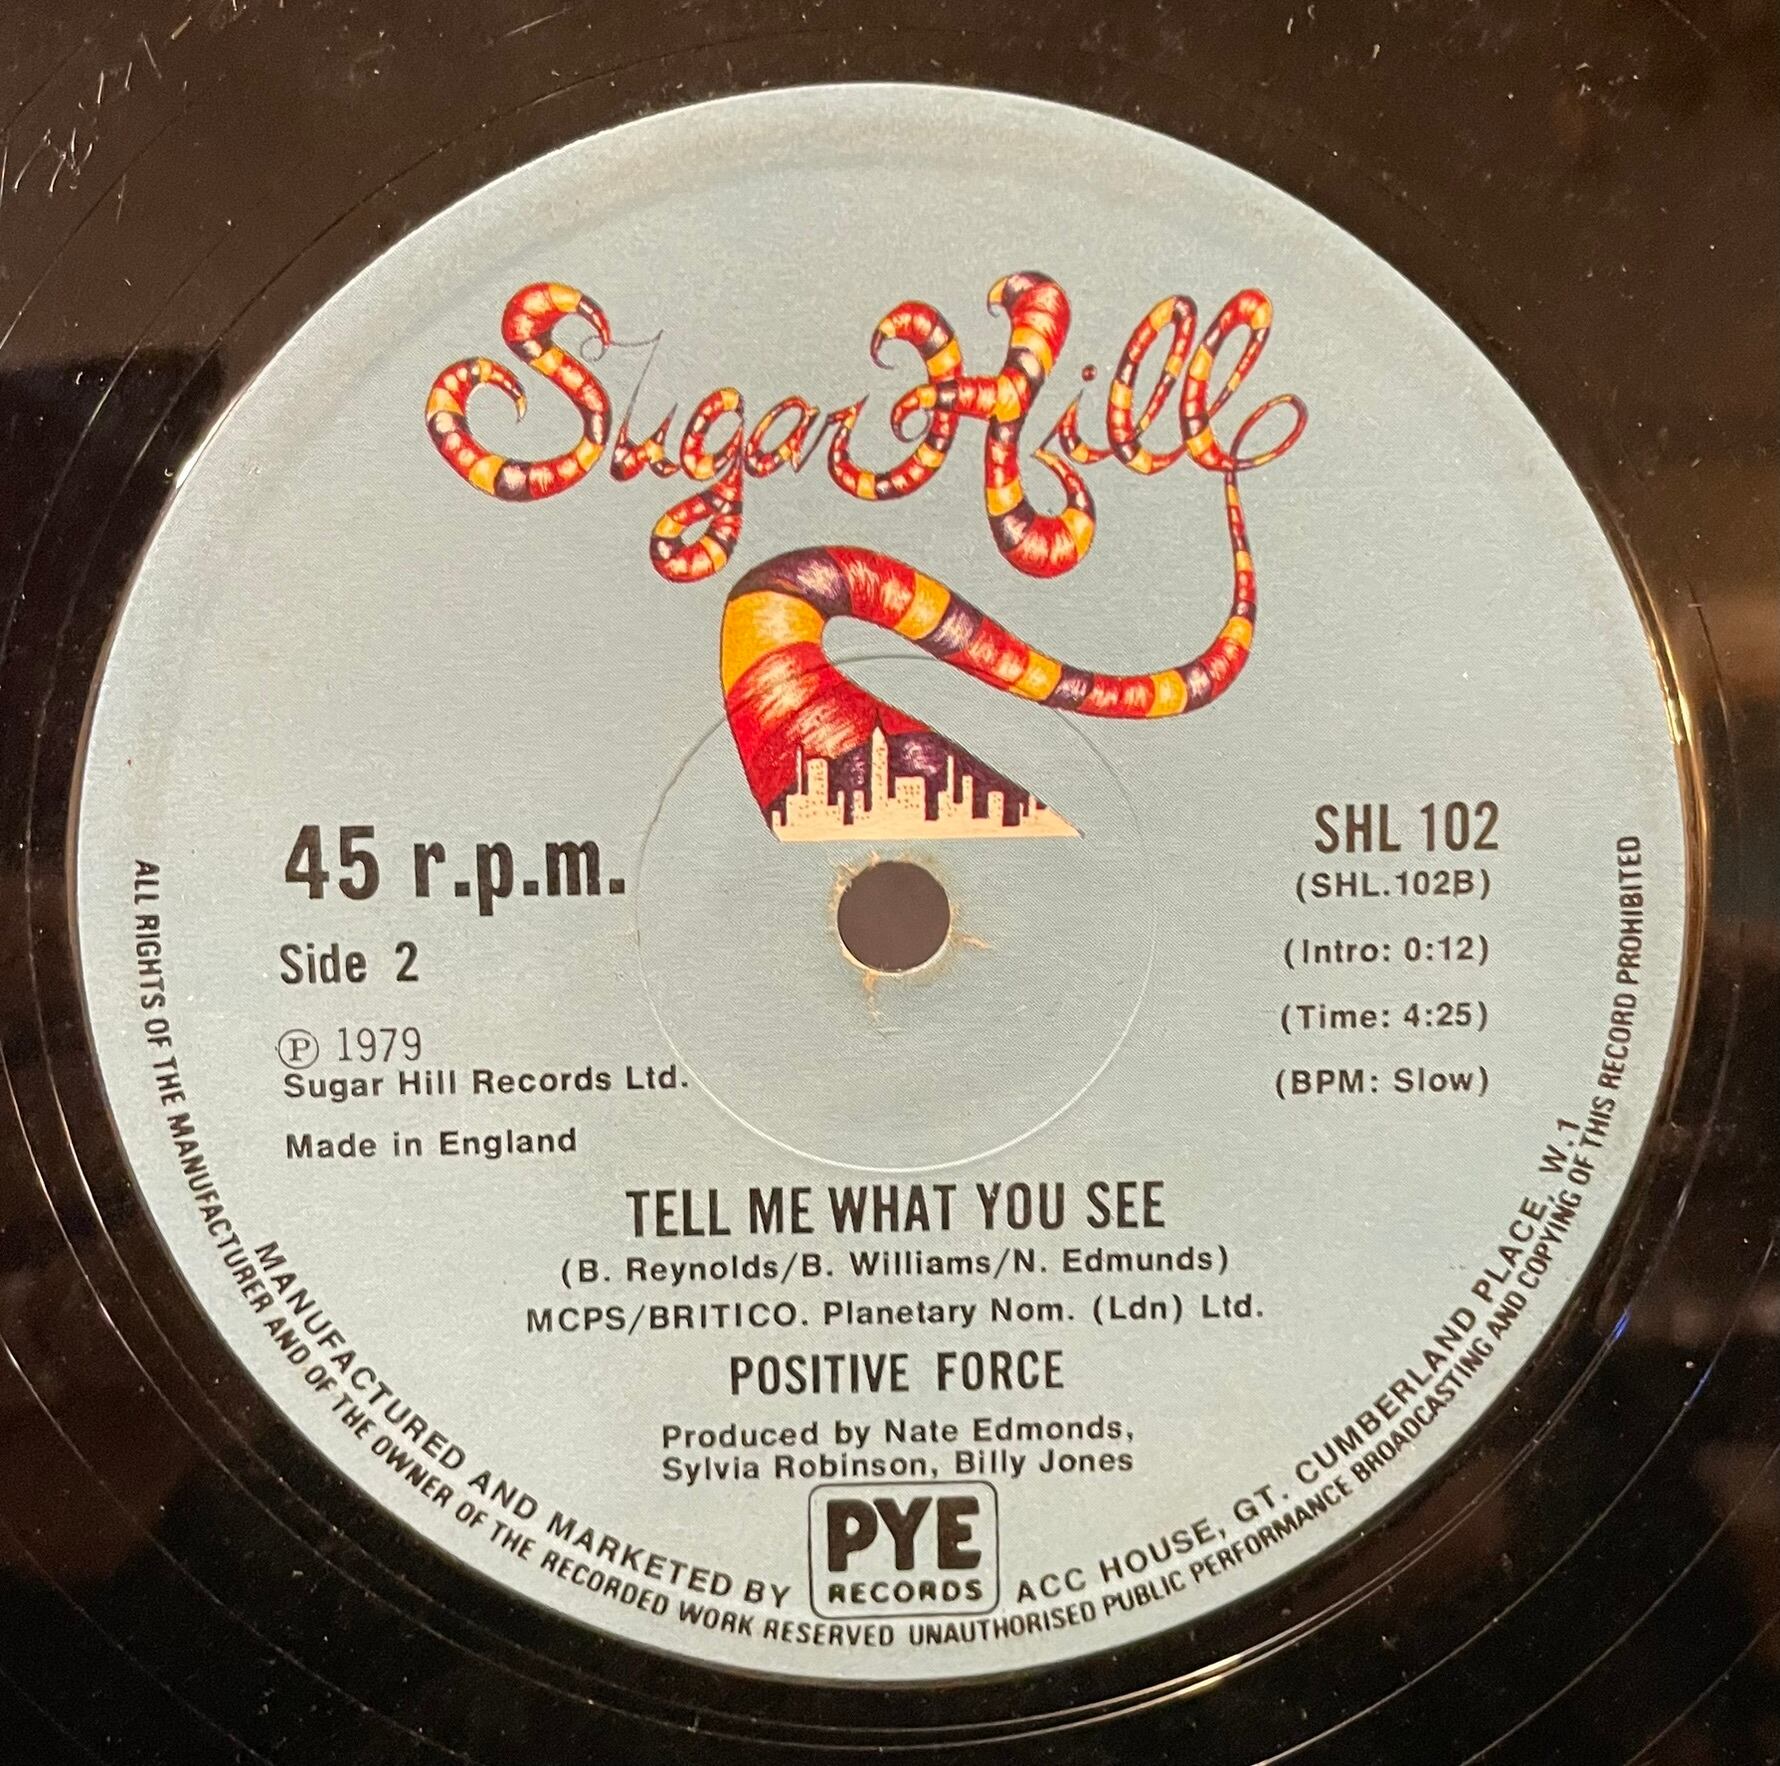 Sugar Hill
45 r.p.m.
Side 2
Ⓟ 1979
Sugar Hill Records Ltd.
Made in England
SHL 102
(SHL.102B)
(Intro: 0:12)
(Time: 4:25)
(BPM: Slow)
TELL ME WHAT YOU SEE
(B. Reynolds/B. Williams/N. Edmunds)
MCPS/BRITICO. Planetary Nom. (Ldn) Ltd.
POSITIVE FORCE
Produced by Nate Edmonds,
Sylvia Robinson, Billy Jones
PYE
RECORDS
MANUFACTURED AND MARKETED BY
ACC HOUSE, GT. CUMBERLAND PLACE, W.1
ALL RIGHTS OF THE MANUFACTURER AND OF THE OWNER OF THE RECORDED WORK RESERVED UNAUTHORISED PUBLIC PERFORMANCE BROADCASTING AND COPYING OF THIS RECORD PROHIBITED